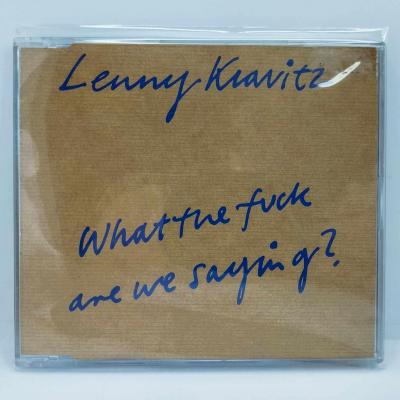 Lenny Kravitz
What the fuck
are we saying?